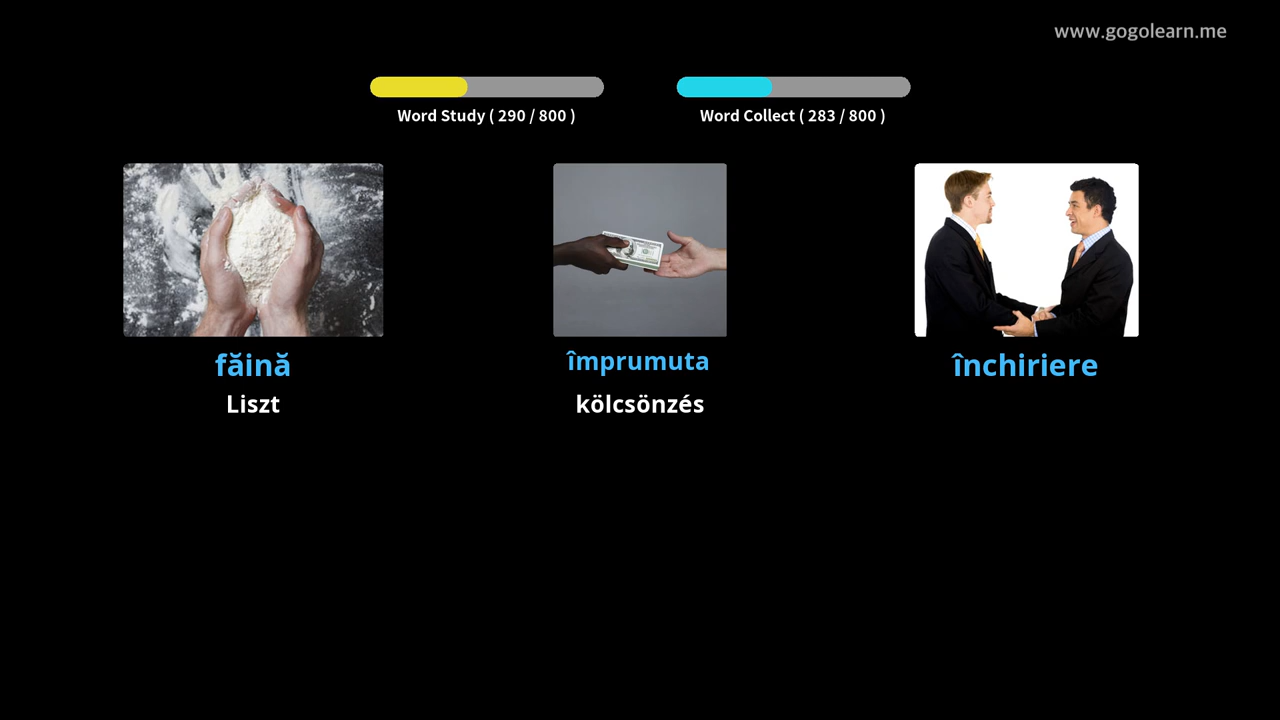 www.gogolearn.me
Word Study ( 290 / 800 )
Word Collect ( 283 / 800 )
făină
împrumuta
închiriere
Liszt
kölcsönzés